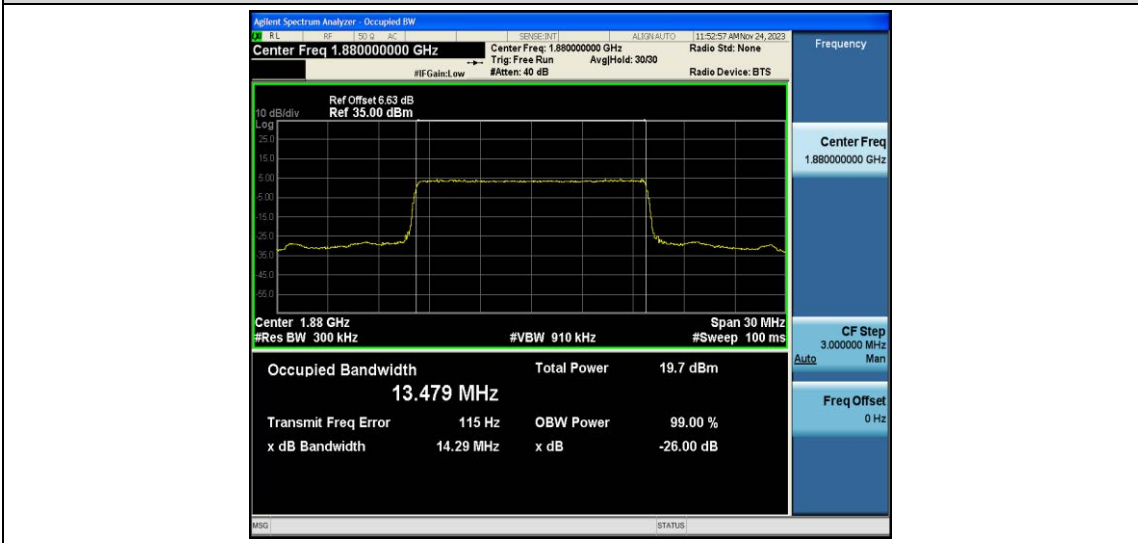 Agilent Spectrum Analyzer - Occupied BW
RL RF 50 Ω AC SENSE:INT ALIGNAUTO 11:52:57 AM Nov 24, 2023
Center Freq 1.880000000 GHz
Center Freq: 1.880000000 GHz Radio Std: None
Trig: Free Run Avg|Hold: 30/30
#IFGain:Low #Atten: 40 dB Radio Device: BTS
Frequency
Ref Offset 6.63 dB
10 dB/div Ref 35.00 dBm
Log
25.0
15.0
5.00
-5.00
-15.0
-25.0
-35.0
-45.0
-55.0
Center 1.88 GHz Span 30 MHz
#Res BW 300 kHz #VBW 910 kHz #Sweep 100 ms
Center Freq
1.880000000 GHz
CF Step
3.000000 MHz
Auto Man
Freq Offset
0 Hz
Occupied Bandwidth Total Power 19.7 dBm
13.479 MHz
Transmit Freq Error 115 Hz OBW Power 99.00 %
x dB Bandwidth 14.29 MHz x dB -26.00 dB
MSG STATUS